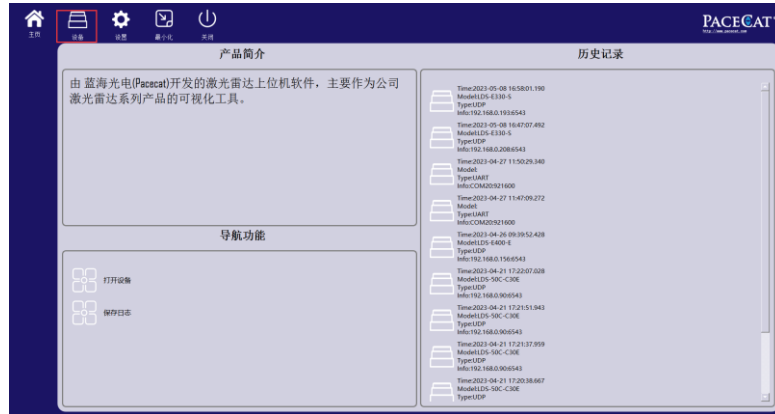 主页
设备
设置
最小化
关闭
PACECAT
http://www.pacecat.com
产品简介
由 蓝海光电(Pacecat)开发的激光雷达上位机软件，主要作为公司
激光雷达系列产品的可视化工具。
导航功能
打开设备
保存日志
历史记录
Time:2023-05-08 16:58:01.190
Model:LDS-E330-S
Type:UDP
Info:192.168.0.193:6543
Time:2023-05-08 16:47:07.492
Model:LDS-E330-S
Type:UDP
Info:192.168.0.208:6543
Time:2023-04-27 11:50:29.340
Model:
Type:UART
Info:COM20:921600
Time:2023-04-27 11:47:09.272
Model:
Type:UART
Info:COM20:921600
Time:2023-04-26 09:39:52.428
Model:LDS-E400-E
Type:UDP
Info:192.168.0.156:6543
Time:2023-04-21 17:22:07.028
Model:LDS-50C-C30E
Type:UDP
Info:192.168.0.90:6543
Time:2023-04-21 17:21:51.943
Model:LDS-50C-C30E
Type:UDP
Info:192.168.0.90:6543
Time:2023-04-21 17:21:37.959
Model:LDS-50C-C30E
Type:UDP
Info:192.168.0.90:6543
Time:2023-04-21 17:20:38.667
Model:LDS-50C-C30E
Type:UDP